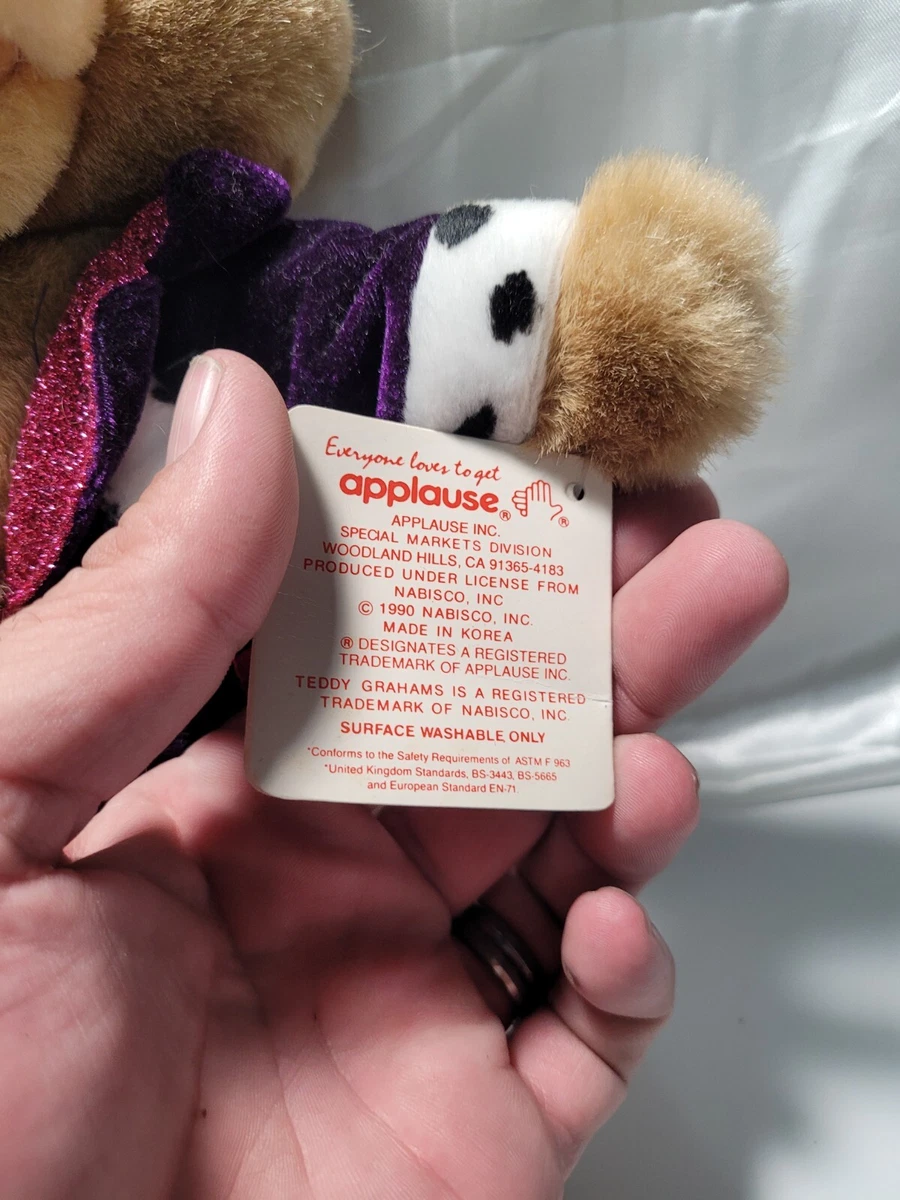 Everyone loves to get
applause®
®
APPLAUSE INC.
SPECIAL MARKETS DIVISION
WOODLAND HILLS, CA 91365-4183
PRODUCED UNDER LICENSE FROM
NABISCO, INC
© 1990 NABISCO, INC.
MADE IN KOREA
® DESIGNATES A REGISTERED
TRADEMARK OF APPLAUSE INC.
TEDDY GRAHAMS IS A REGISTERED
TRADEMARK OF NABISCO, INC.
SURFACE WASHABLE ONLY
*Conforms to the Safety Requirements of ASTM F 963
*United Kingdom Standards, BS-3443, BS-5665
and European Standard EN-71.